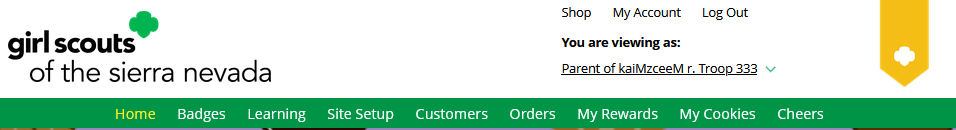 girl scouts
of the sierra nevada
Shop My Account Log Out
You are viewing as:
Parent of kaiMzceeM r. Troop 333
Home Badges Learning Site Setup Customers Orders My Rewards My Cookies Cheers